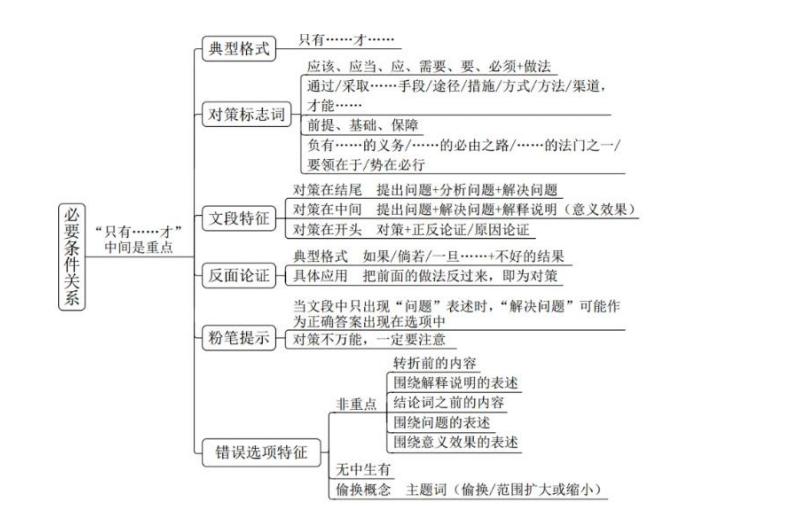 必要条件关系
“只有……才”
中间是重点
典型格式
只有……才……
对策标志词
应该、应当、应、需要、要、必须+做法
通过/采取……手段/途径/措施/方式/方法/渠道，
才能……
前提、基础、保障
负有……的义务/……的必由之路/……的法门之一/
要领在于/势在必行
文段特征
对策在结尾 提出问题+分析问题+解决问题
对策在中间 提出问题+解决问题+解释说明（意义效果）
对策在开头 对策+正反论证/原因论证
反面论证
典型格式 如果/倘若/一旦……+不好的结果
具体应用 把前面的做法反过来，即为对策
粉笔提示
当文段中只出现“问题”表述时，“解决问题”可能作
为正确答案出现在选项中
对策不万能，一定要注意
错误选项特征
非重点
转折前的内容
围绕解释说明的表述
结论词之前的内容
围绕问题的表述
围绕意义效果的表述
无中生有
偷换概念 主题词（偷换/范围扩大或缩小）